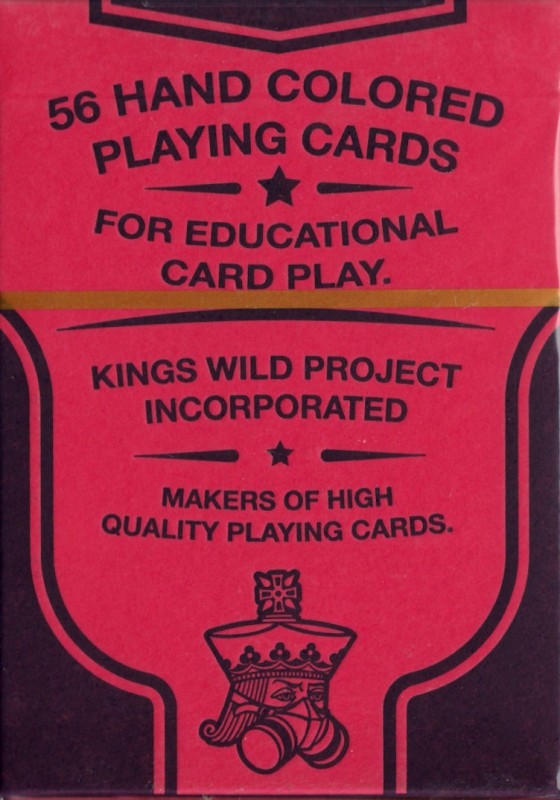 56 HAND COLORED
PLAYING CARDS
FOR EDUCATIONAL
CARD PLAY.
KINGS WILD PROJECT
INCORPORATED
MAKERS OF HIGH
QUALITY PLAYING CARDS.